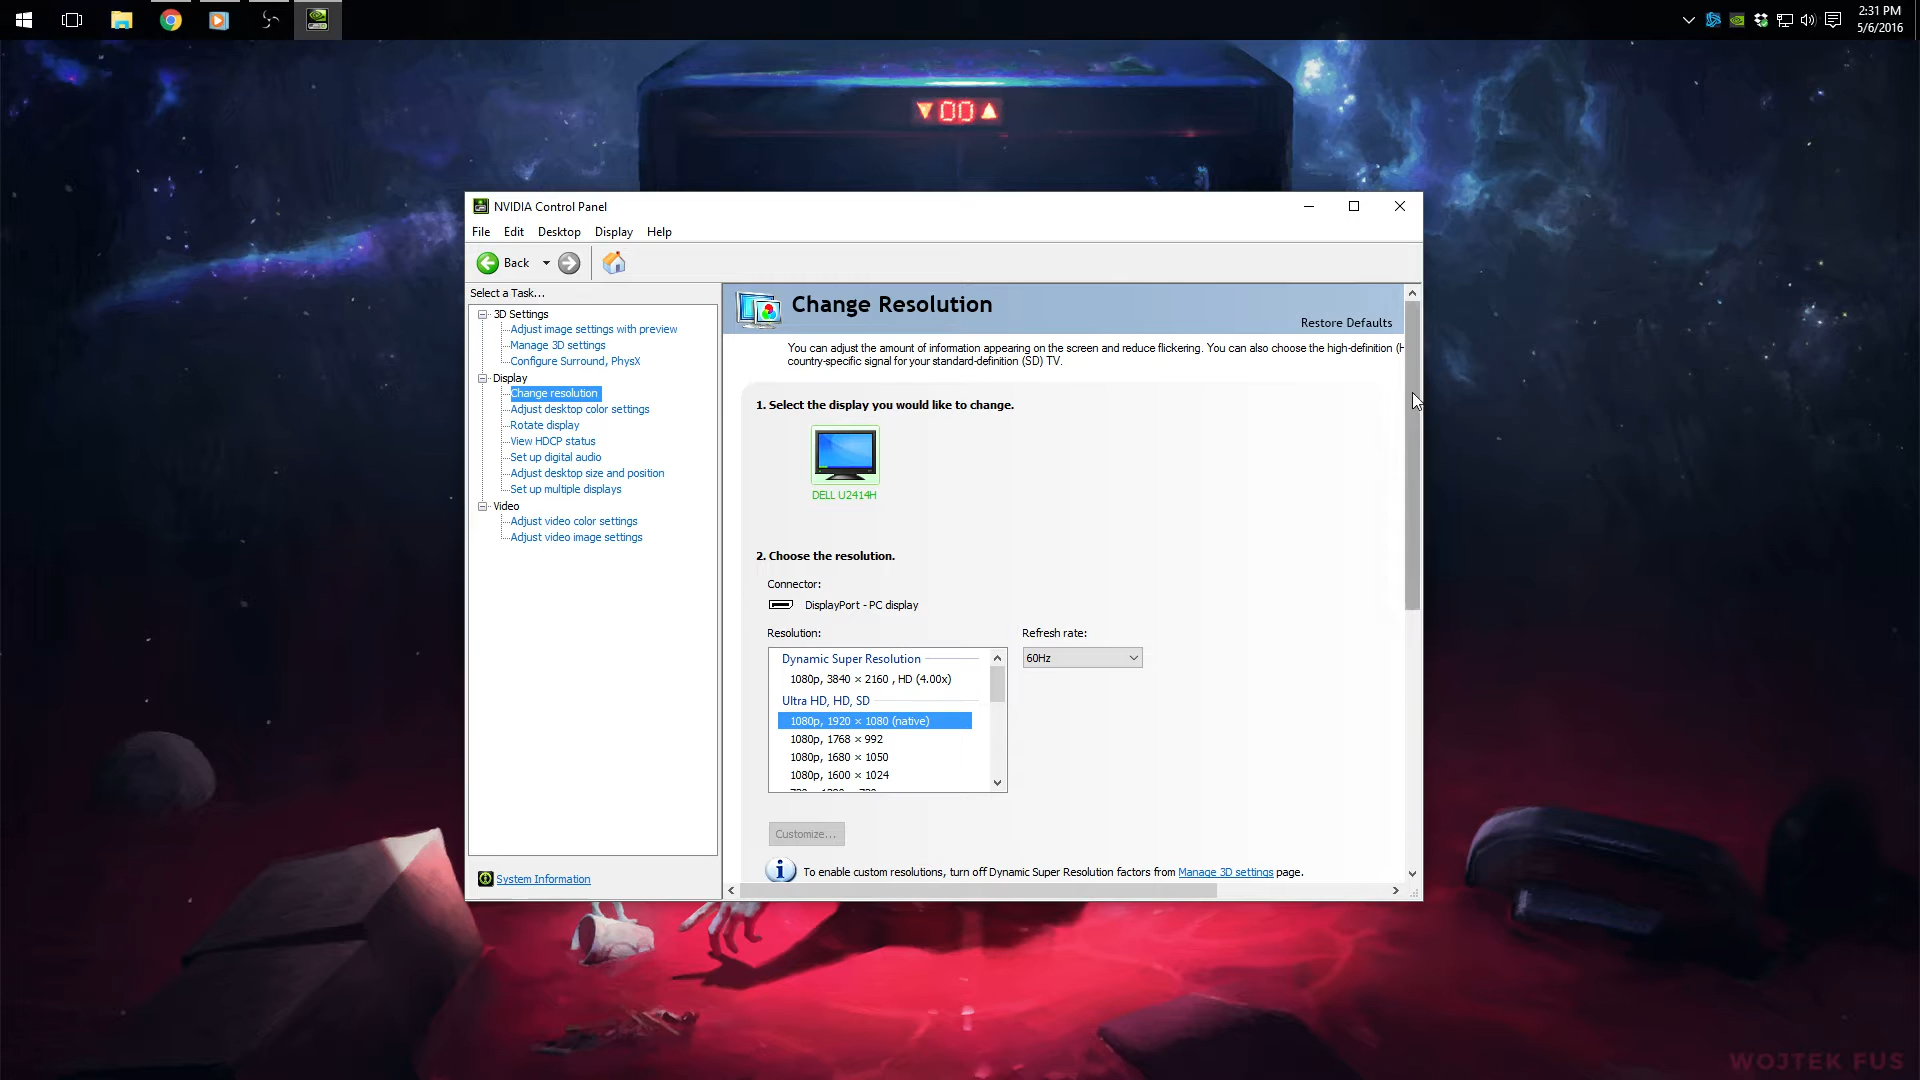 2:31 PM
5/6/2016
▼ 00 ▲
NVIDIA Control Panel
File Edit Desktop Display Help
Back
Select a Task...
3D Settings
Adjust image settings with preview
Manage 3D settings
Configure Surround, PhysX
Display
Change resolution
Adjust desktop color settings
Rotate display
View HDCP status
Set up digital audio
Adjust desktop size and position
Set up multiple displays
Video
Adjust video color settings
Adjust video image settings
System Information
Change Resolution
Restore Defaults
You can adjust the amount of information appearing on the screen and reduce flickering. You can also choose the high-definition (H
country-specific signal for your standard-definition (SD) TV.
1. Select the display you would like to change.
DELL U2414H
2. Choose the resolution.
Connector:
DisplayPort - PC display
Resolution:
Refresh rate:
60Hz
Dynamic Super Resolution
1080p, 3840 × 2160 , HD (4.00x)
Ultra HD, HD, SD
1080p, 1920 × 1080 (native)
1080p, 1768 × 992
1080p, 1680 × 1050
1080p, 1600 × 1024
Customize...
To enable custom resolutions, turn off Dynamic Super Resolution factors from Manage 3D settings page.
WOJTEK FUS